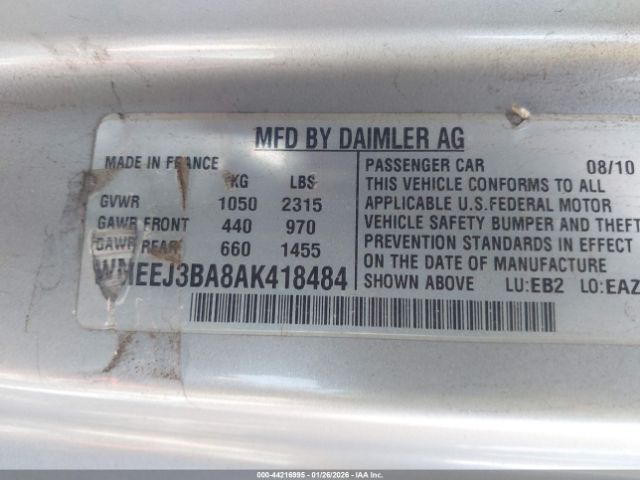 MFD BY DAIMLER AG
MADE IN FRANCE
KG LBS
GVWR 1050 2315
GAWR FRONT 440 970
GAWR REAR 660 1455
WMEEJ3BA8AK418484
PASSENGER CAR 08/10
THIS VEHICLE CONFORMS TO ALL
APPLICABLE U.S.FEDERAL MOTOR
VEHICLE SAFETY BUMPER AND THEFT
PREVENTION STANDARDS IN EFFECT
ON THE DATE OF MANUFACTURE
SHOWN ABOVE LU:EB2 LO:EAZ
000-44216995 - 01/26/2026 - IAAI.COM